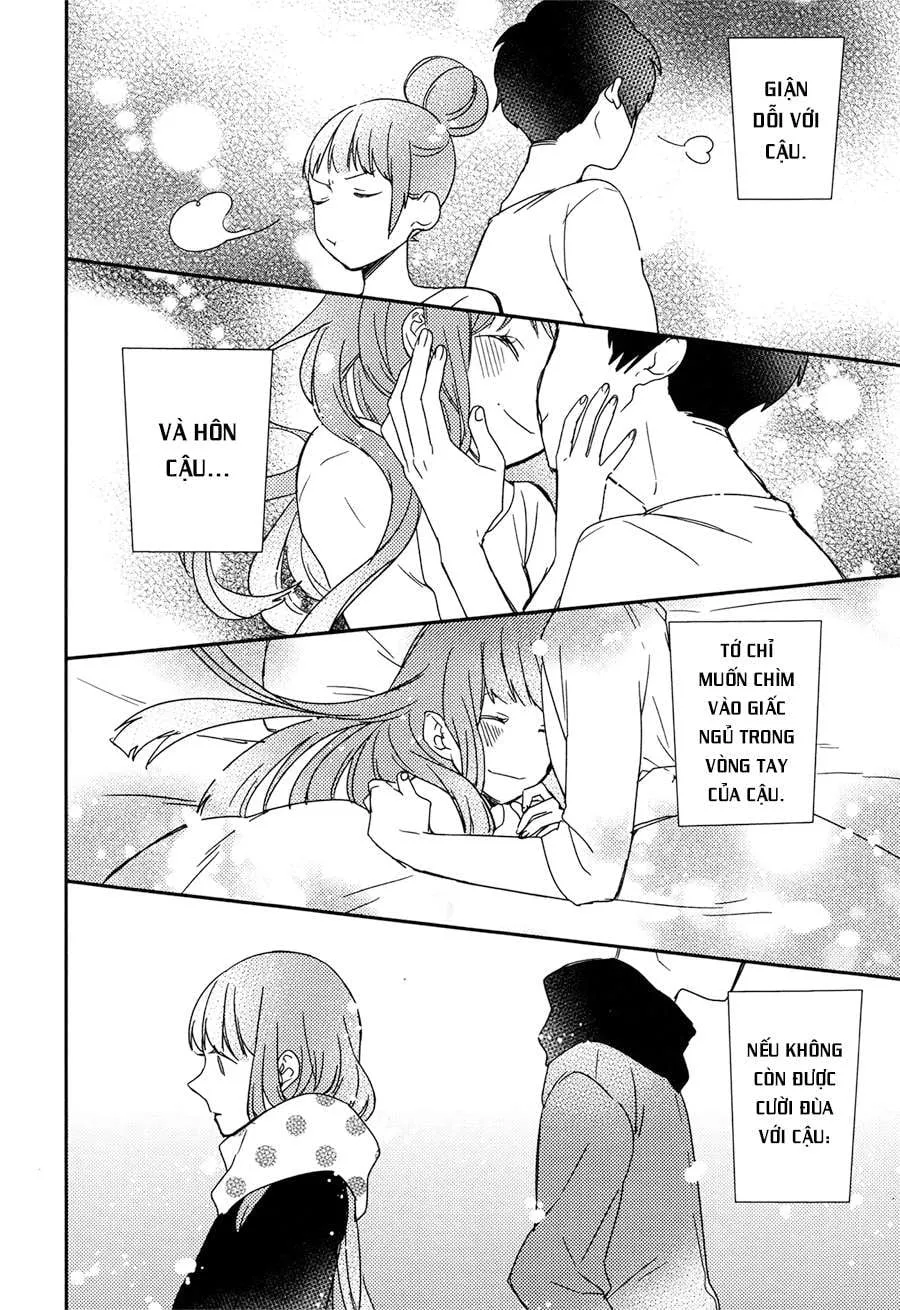 GIẬN
DỖI VỚI
CẬU.
VÀ HÔN
CẬU...
TỚ CHỈ
MUỐN CHÌM
VÀO GIẤC
NGỦ TRONG
VÒNG TAY
CỦA CẬU.
NẾU KHÔNG
CÒN ĐƯỢC
CƯỜI ĐÙA
VỚI CẬU: